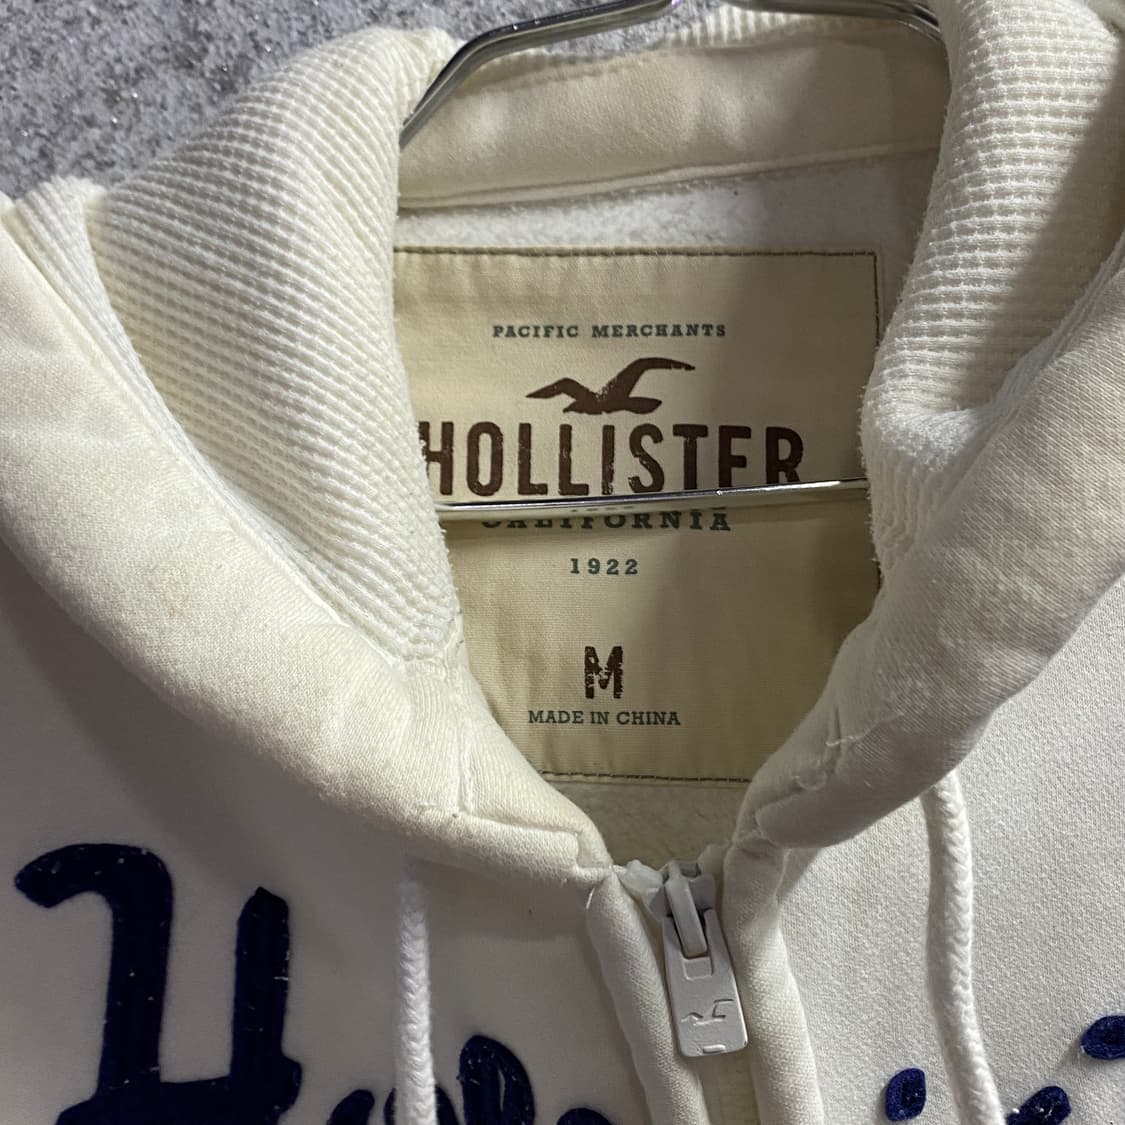 PACIFIC MERCHANTS
HOLLISTER
CALIFORNIA
1922
M
MADE IN CHINA